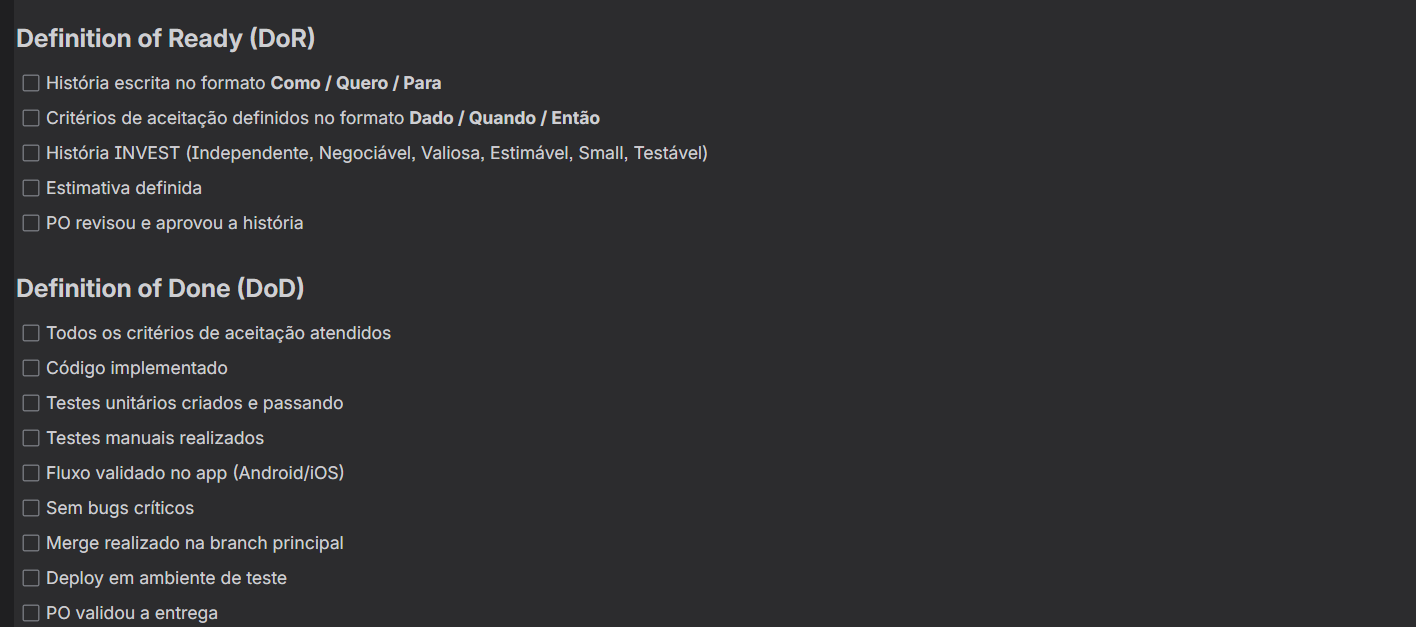 Definition of Ready (DoR)
História escrita no formato Como / Quero / Para
Critérios de aceitação definidos no formato Dado / Quando / Então
História INVEST (Independente, Negociável, Valiosa, Estimável, Small, Testável)
Estimativa definida
PO revisou e aprovou a história
Definition of Done (DoD)
Todos os critérios de aceitação atendidos
Código implementado
Testes unitários criados e passando
Testes manuais realizados
Fluxo validado no app (Android/iOS)
Sem bugs críticos
Merge realizado na branch principal
Deploy em ambiente de teste
PO validou a entrega